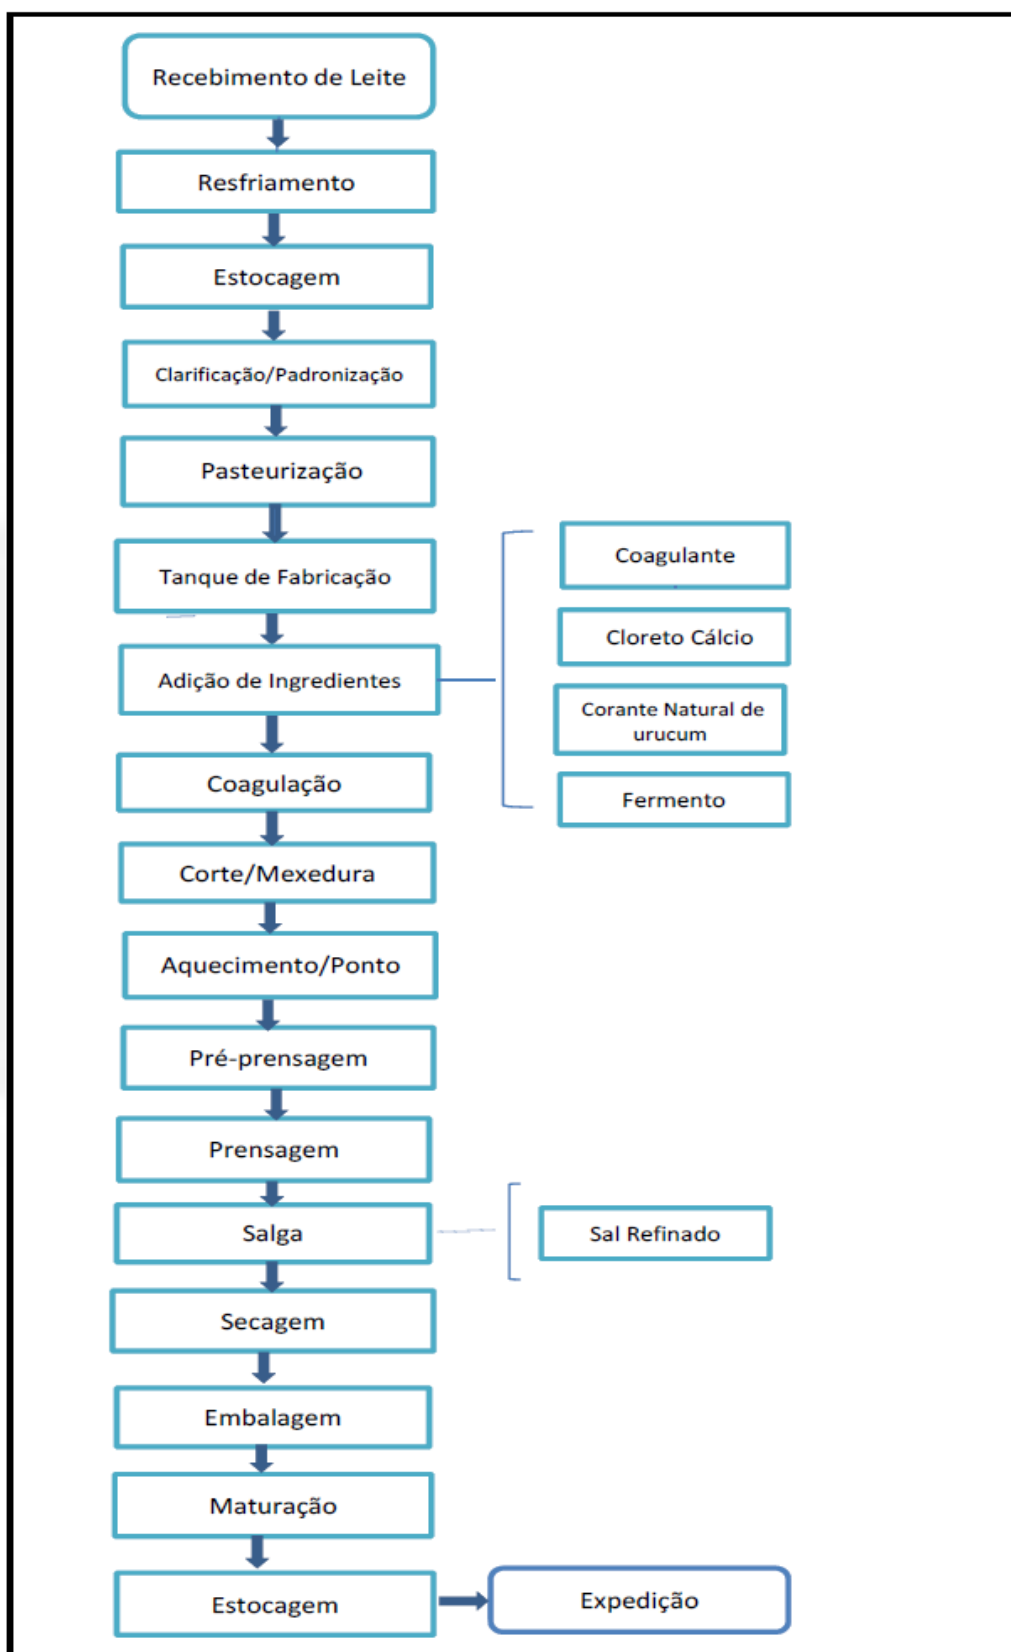 Recebimento de Leite
Resfriamento
Estocagem
Clarificação/Padronização
Pasteurização
Tanque de Fabricação
Adição de Ingredientes
Coagulante
Cloreto Cálcio
Corante Natural de
urucum
Fermento
Coagulação
Corte/Mexedura
Aquecimento/Ponto
Pré-prensagem
Prensagem
Salga
Sal Refinado
Secagem
Embalagem
Maturação
Estocagem
Expedição